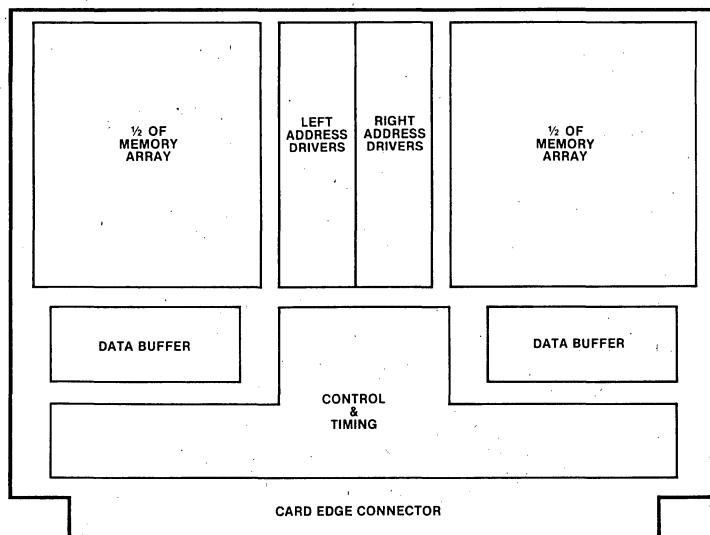 ½ OF
MEMORY
ARRAY
LEFT
ADDRESS
DRIVERS
RIGHT
ADDRESS
DRIVERS
½ OF
MEMORY
ARRAY
DATA BUFFER
DATA BUFFER
CONTROL
&
TIMING
CARD EDGE CONNECTOR